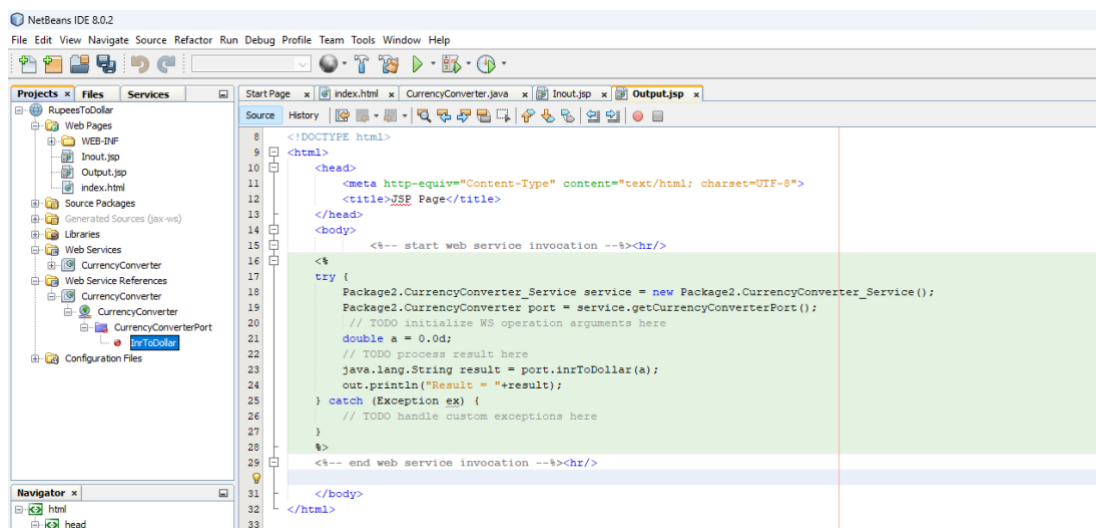 NetBeans IDE 8.0.2
File Edit View Navigate Source Refactor Run Debug Profile Team Tools Window Help
Projects × Files Services
RupeesToDollar
Web Pages
WEB-INF
Inout.jsp
Output.jsp
index.html
Source Packages
Generated Sources (jax-ws)
Libraries
Web Services
CurrencyConverter
Web Service References
CurrencyConverter
CurrencyConverter
CurrencyConverterPort
InrToDollar
Configuration Files
Navigator ×
html
head
Start Page × index.html × CurrencyConverter.java × Inout.jsp × Output.jsp ×
Source History
8 <!DOCTYPE html>
9 <html>
10 <head>
11 <meta http-equiv="Content-Type" content="text/html; charset=UTF-8">
12 <title>JSP Page</title>
13 </head>
14 <body>
15 <%-- start web service invocation --%><hr/>
16 <%
17 try {
18 Package2.CurrencyConverter_Service service = new Package2.CurrencyConverter_Service();
19 Package2.CurrencyConverter port = service.getCurrencyConverterPort();
20 // TODO initialize WS operation arguments here
21 double a = 0.0d;
22 // TODO process result here
23 java.lang.String result = port.inrToDollar(a);
24 out.println("Result = "+result);
25 } catch (Exception ex) {
26 // TODO handle custom exceptions here
27 }
28 %>
29 <%-- end web service invocation --%><hr/>
31 </body>
32 </html>
33